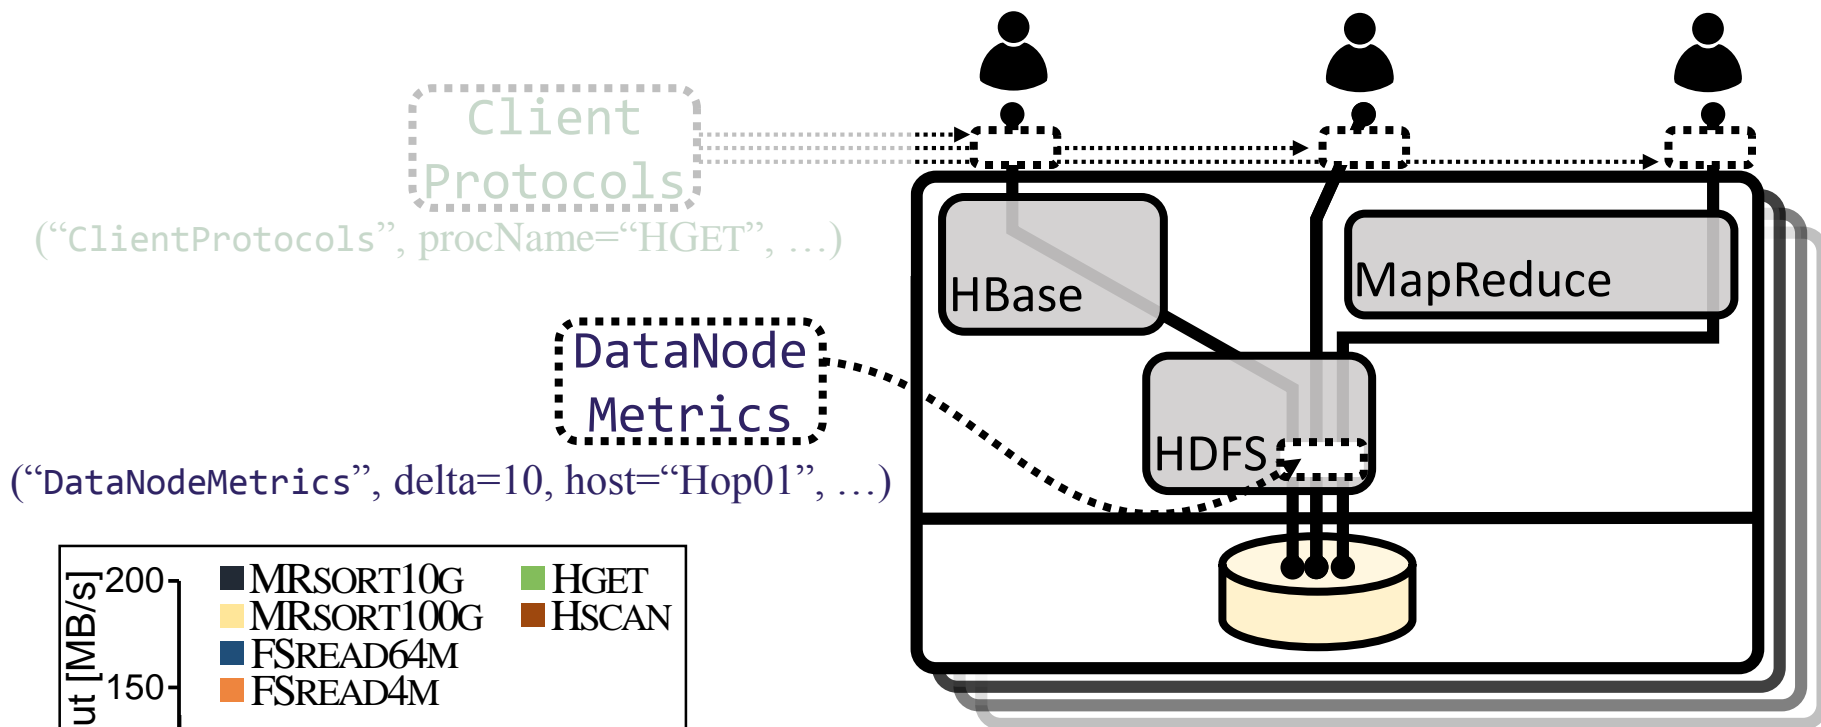 Client
Protocols
(“ClientProtocols”, procName=“HGET”, …)
HBase
MapReduce
DataNode
Metrics
HDFS
(“DataNodeMetrics”, delta=10, host=“Hop01”, …)
[MB/s]
200
150
MRSORT10G
HGET
MRSORT100G
HSCAN
FSREAD64M
FSREAD4M